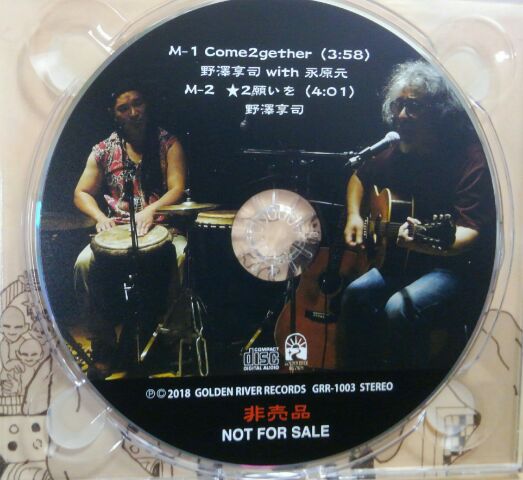 M-1 Come2gether (3:58)
野澤享司 with 永原元
M-2 ★2願いを (4:01)
野澤享司
COMPACT
disc
DIGITAL AUDIO
Ⓟ©2018 GOLDEN RIVER RECORDS GRR-1003 STEREO
非売品
NOT FOR SALE